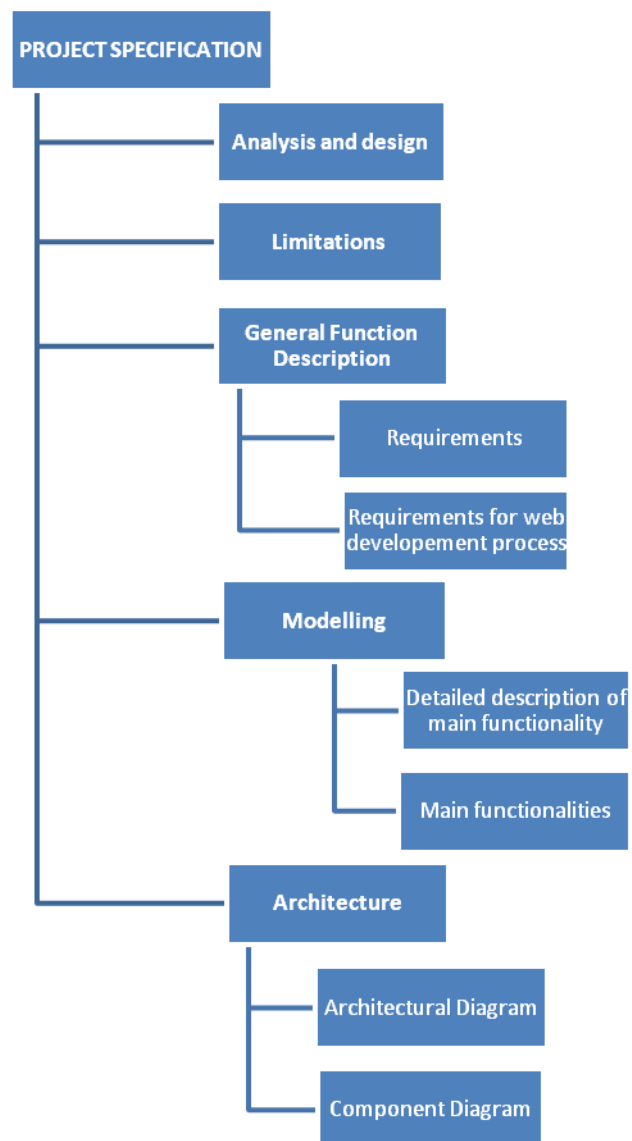 PROJECT SPECIFICATION
Analysis and design
Limitations
General Function
Description
Requirements
Requirements for web
developement process
Modelling
Detailed description of
main functionality
Main functionalities
Architecture
Architectural Diagram
Component Diagram